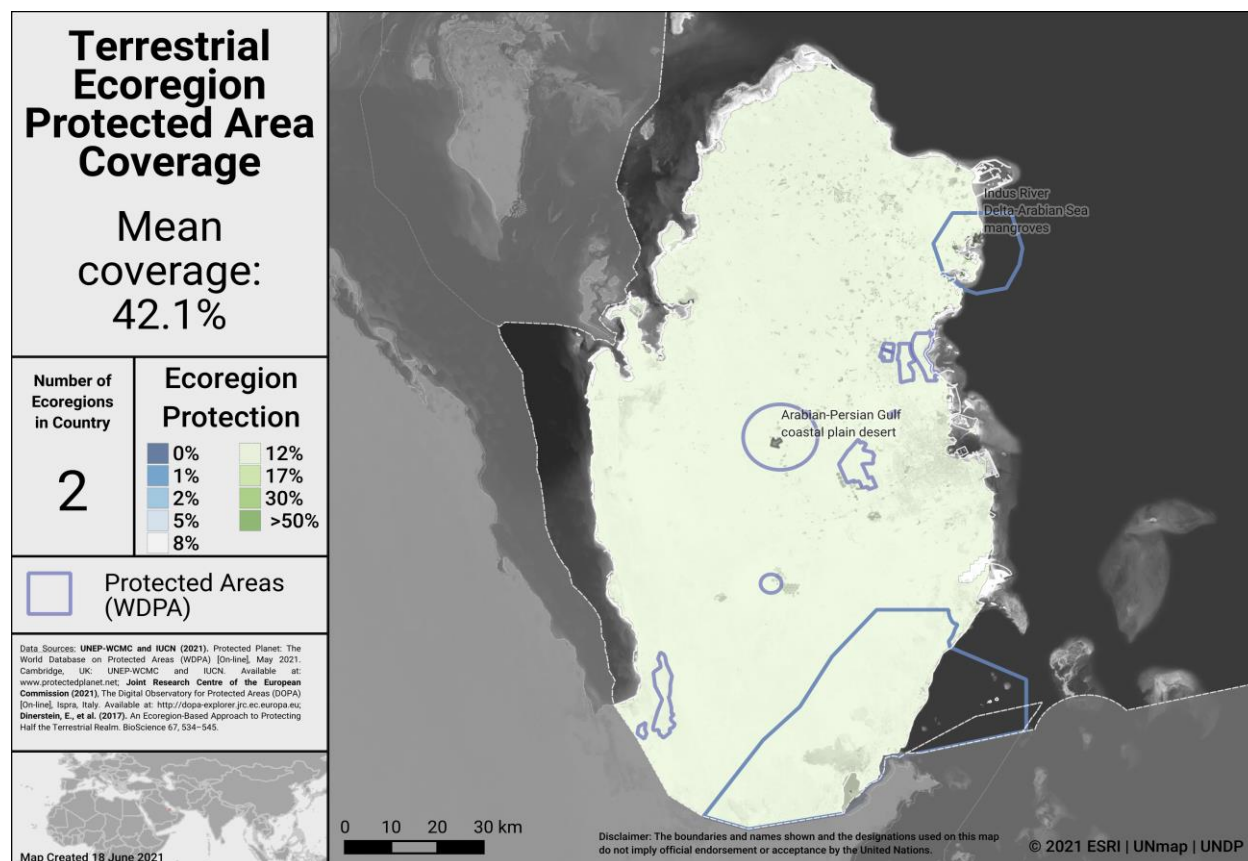 Terrestrial
Ecoregion
Protected Area
Coverage
Mean
coverage:
42.1%
Number of
Ecoregions
in Country
2
Ecoregion
Protection
0%
1%
2%
5%
8%
12%
17%
30%
>50%
Protected Areas
(WDPA)
Data Sources: UNEP-WCMC and IUCN (2021). Protected Planet: The
World Database on Protected Areas (WDPA) [On-line], May 2021.
Cambridge, UK: UNEP-WCMC and IUCN. Available at:
www.protectedplanet.net; Joint Research Centre of the European
Commission (2021), The Digital Observatory for Protected Areas (DOPA)
[On-line], Ispra, Italy. Available at: http://dopa-explorer.jrc.ec.europa.eu;
Dinerstein, E., et al. (2017). An Ecoregion-Based Approach to Protecting
Half the Terrestrial Realm. BioScience 67, 534–545.
Map Created 18 June 2021
Indus River
Delta-Arabian Sea
mangroves
Arabian-Persian Gulf
coastal plain desert
0 10 20 30 km
Disclaimer: The boundaries and names shown and the designations used on this map
do not imply official endorsement or acceptance by the United Nations.
© 2021 ESRI | UNmap | UNDP